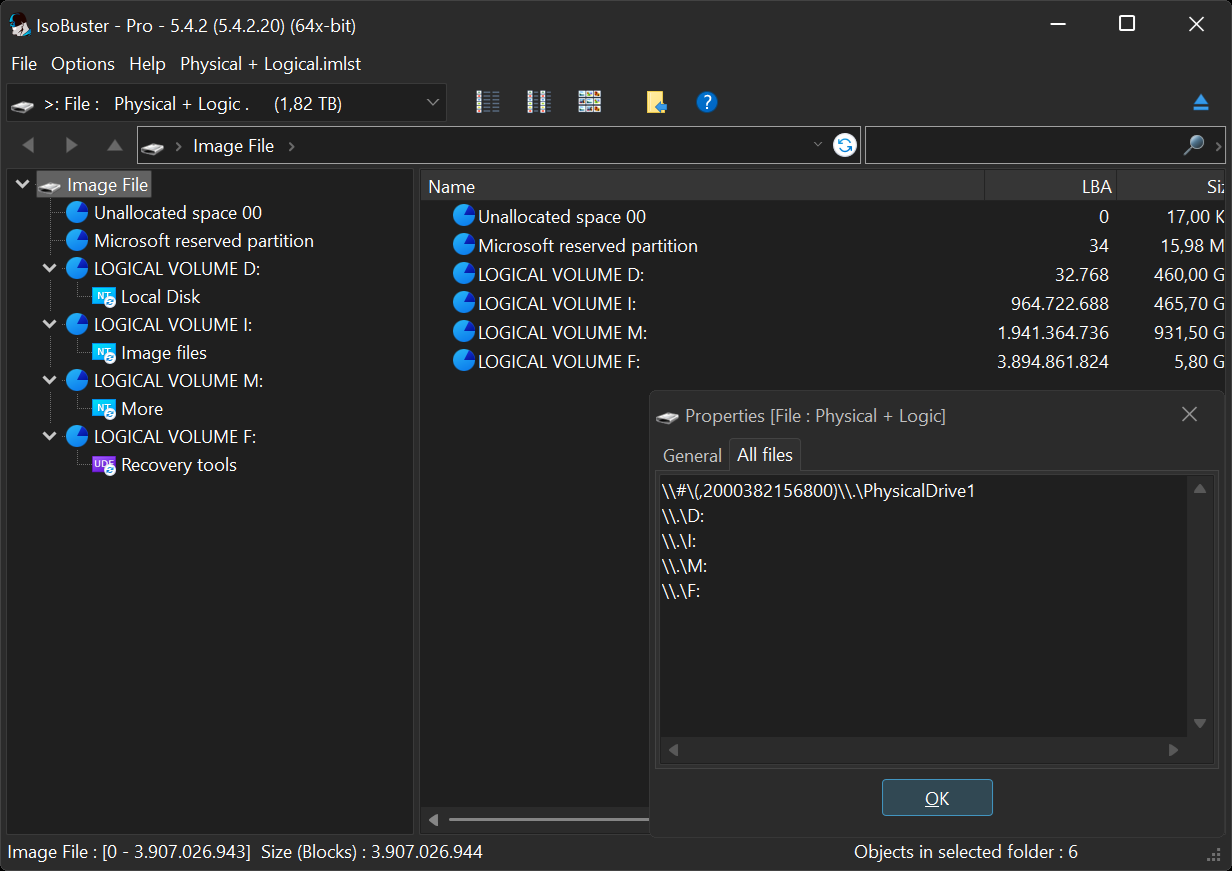 IsoBuster - Pro - 5.4.2 (5.4.2.20) (64x-bit)
File Options Help Physical + Logical.imlst
>: File : Physical + Logic . (1,82 TB)
Image File
Image File
Unallocated space 00
Microsoft reserved partition
LOGICAL VOLUME D:
Local Disk
LOGICAL VOLUME I:
Image files
LOGICAL VOLUME M:
More
LOGICAL VOLUME F:
Recovery tools
Name LBA Siz
Unallocated space 00 0 17,00 K
Microsoft reserved partition 34 15,98 M
LOGICAL VOLUME D: 32.768 460,00 G
LOGICAL VOLUME I: 964.722.688 465,70 G
LOGICAL VOLUME M: 1.941.364.736 931,50 G
LOGICAL VOLUME F: 3.894.861.824 5,80 G
Properties [File : Physical + Logic]
General All files
\\#\(,2000382156800)\\.\PhysicalDrive1
\\.\D:
\\.\I:
\\.\M:
\\.\F:
OK
Image File : [0 - 3.907.026.943] Size (Blocks) : 3.907.026.944
Objects in selected folder : 6